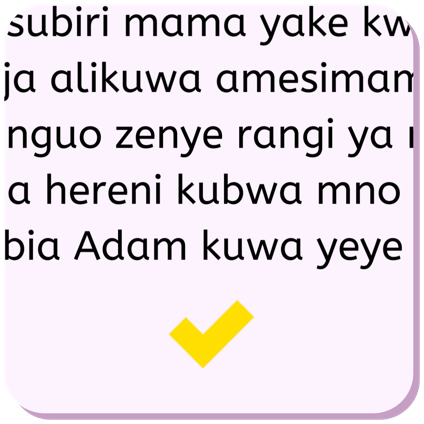 subiri mama yake kw
ja alikuwa amesimam
nguo zenye rangi ya
a hereni kubwa mno
bia Adam kuwa yeye